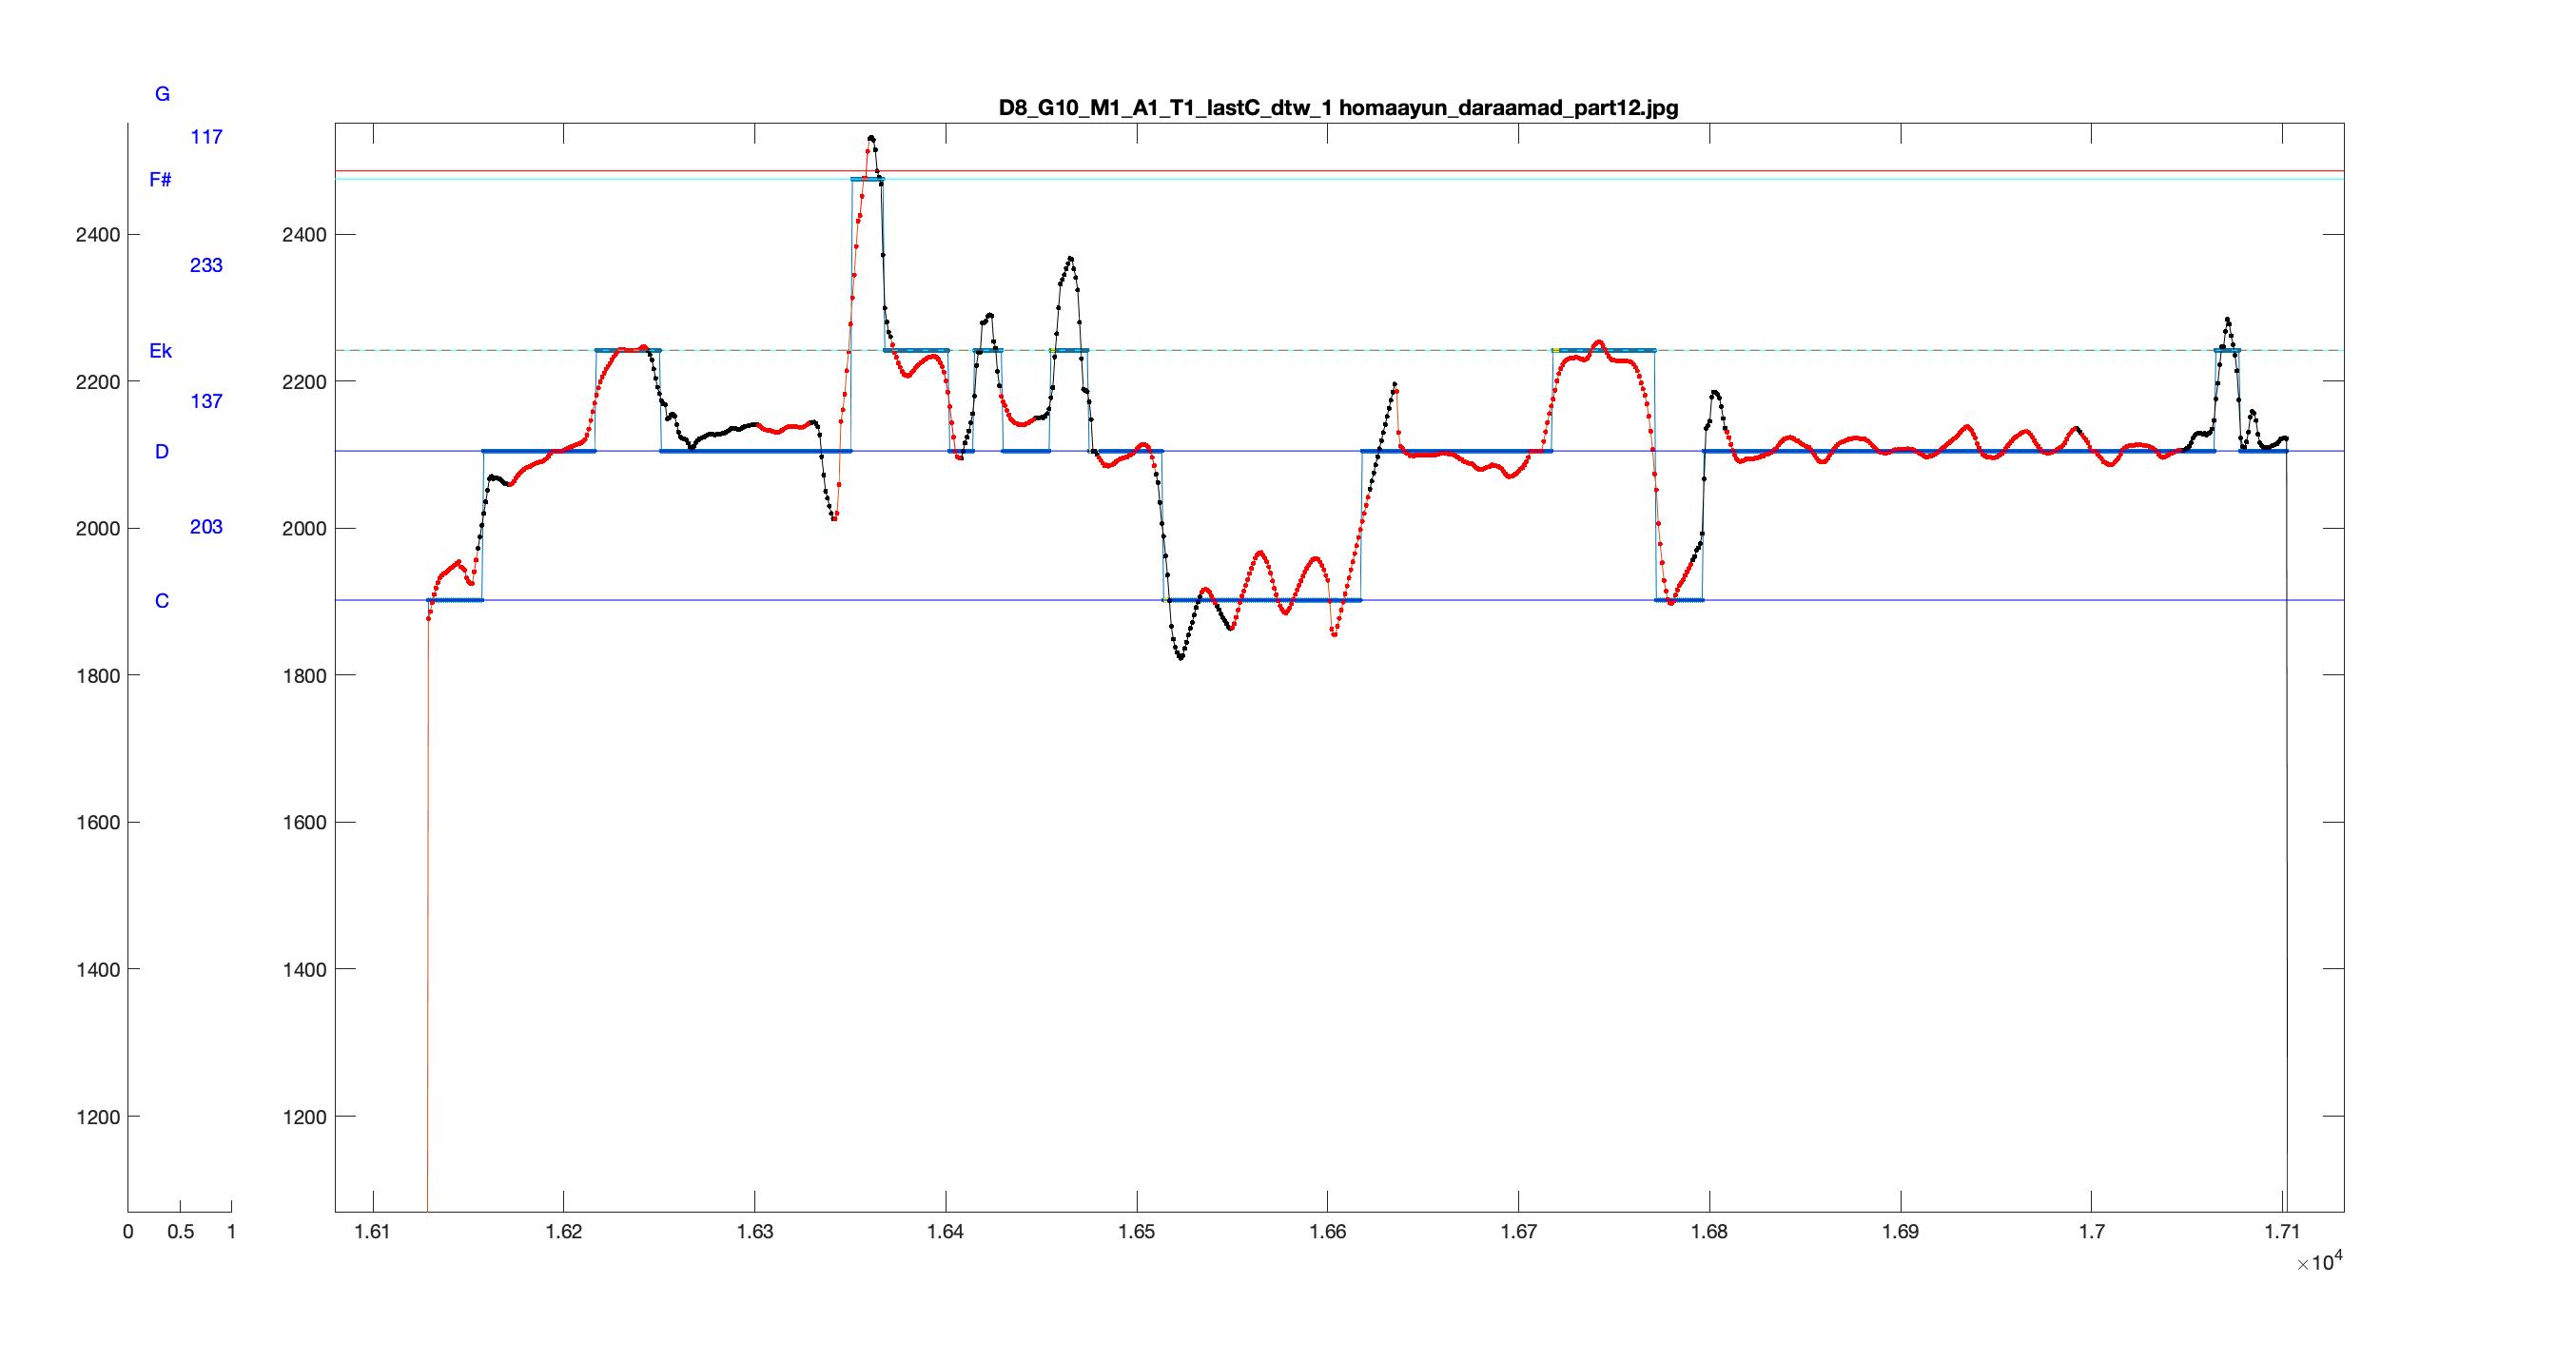 D8_G10_M1_A1_T1_lastC_dtw_1 homaayun_daraamad_part12.jpg
G
117
F#
2400
2400
233
Ek
2200
2200
137
D
2000
203
2000
C
1800
1800
1600
1600
1400
1400
1200
1200
0 0.5 1
1.61 1.62 1.63 1.64 1.65 1.66 1.67 1.68 1.69 1.7 1.71
×10^4